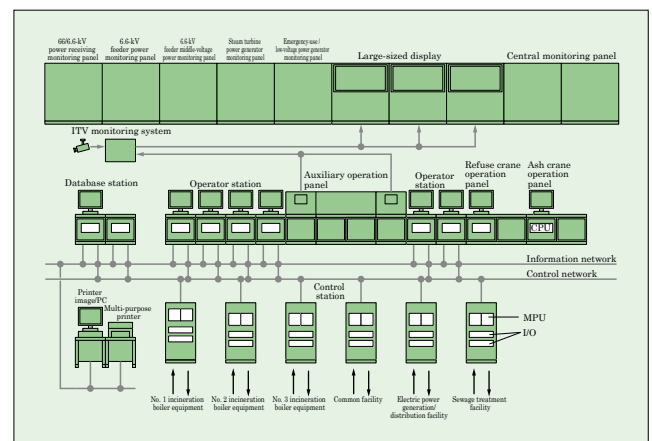 66/6.6-kV
power receiving
monitoring panel
6.6-kV
feeder power
monitoring panel
6.6-kV
feeder middle-voltage
power monitoring panel
Steam turbine
power generator
monitoring panel
Emergency-use /
low-voltage power generator
monitoring panel
Large-sized display
Central monitoring panel
ITV monitoring system
Database station
Operator station
Auxiliary operation
panel
Operator
station
Refuse crane
operation
panel
Ash crane
operation
panel
CPU
Information network
Control network
Control
station
Printer
image/PC
Multi-purpose
printer
MPU
I/O
No. 1 incineration
boiler equipment
No. 2 incineration
boiler equipment
No. 3 incineration
boiler equipment
Common facility
Electric power
generation/
distribution facility
Sewage treatment
facility